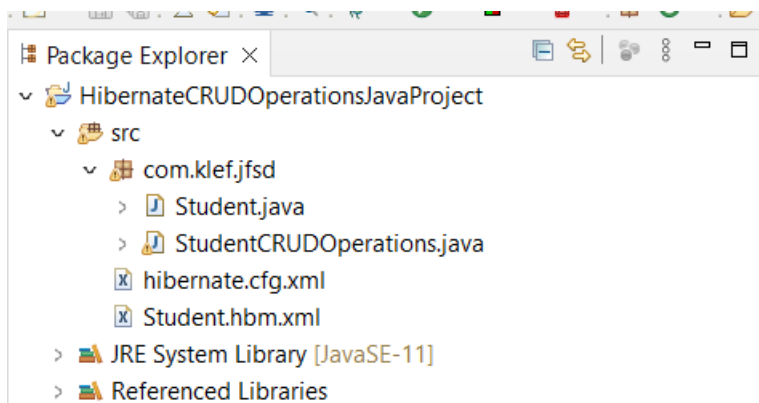 Package Explorer
HibernateCRUDOperationsJavaProject
src
com.klef.jfsd
Student.java
StudentCRUDOperations.java
hibernate.cfg.xml
Student.hbm.xml
JRE System Library [JavaSE-11]
Referenced Libraries